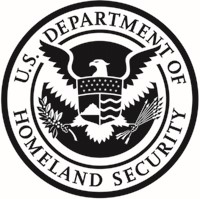 U.S. DEPARTMENT OF
HOMELAND SECURITY